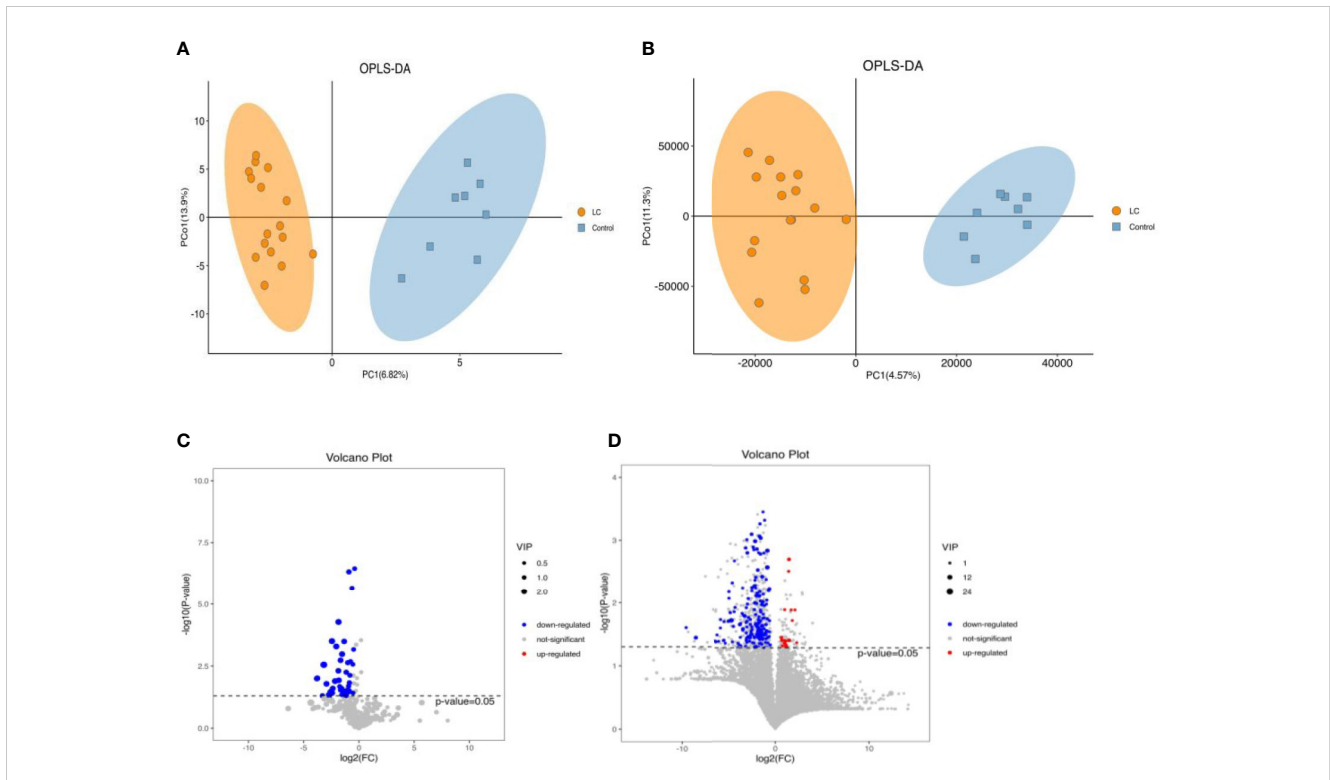 A
OPLS-DA
PCo1(13.9%)
10
5
0
-5
-10
0
5
PC1(6.82%)
LC
Control
B
OPLS-DA
PCo1(11.3%)
50000
0
-50000
-20000
0
20000
40000
PC1(4.57%)
LC
Control
C
Volcano Plot
-log10(P-value)
10.0
7.5
5.0
2.5
0.0
-10
-5
0
5
10
log2(FC)
p-value=0.05
VIP
0.5
1.0
2.0
down-regulated
not-significant
up-regulated
D
Volcano Plot
-log10(P-value)
4
3
2
1
0
-10
0
10
log2(FC)
p-value=0.05
VIP
1
12
24
down-regulated
not-significant
up-regulated